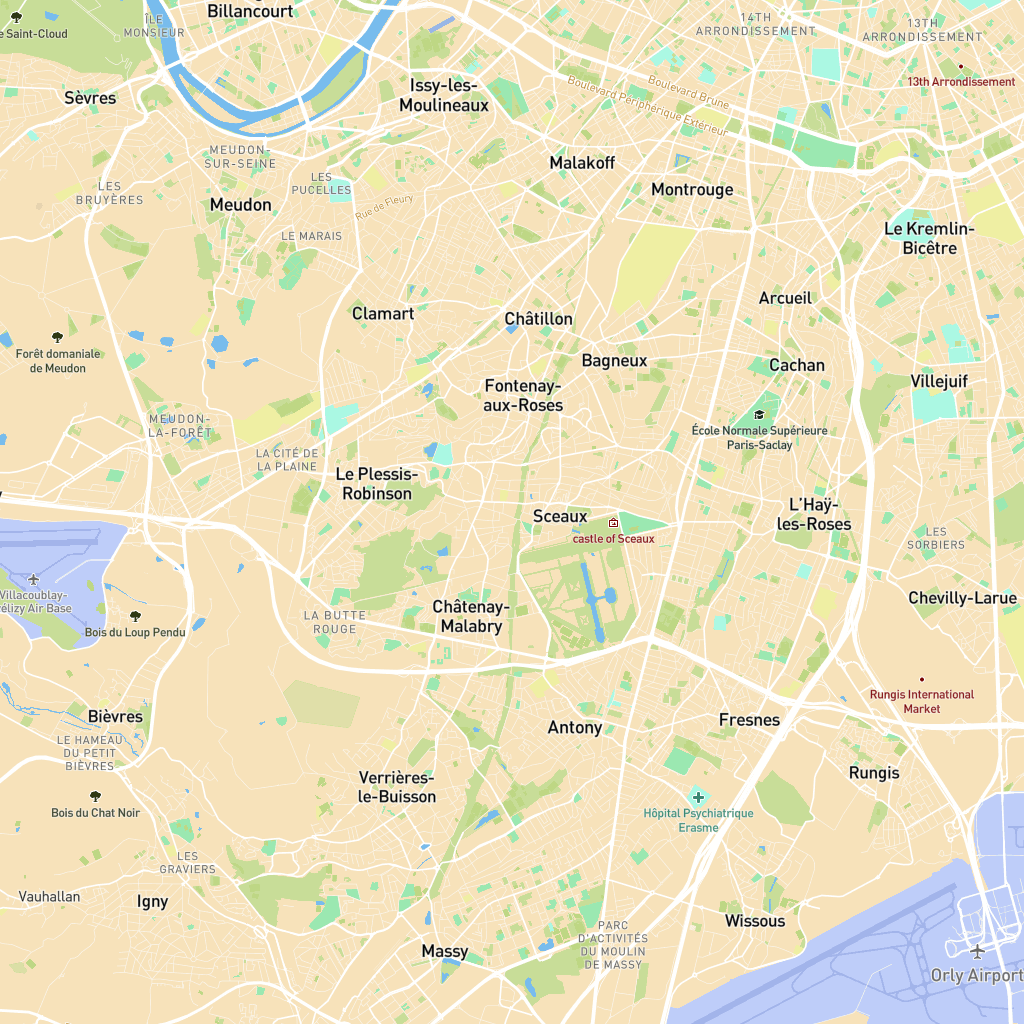 Billancourt
ÎLE
MONSIEUR
Saint-Cloud
14TH
ARRONDISSEMENT
13TH
ARRONDISSEMENT
13th Arrondissement
Sèvres
Issy-les-
Moulineaux
Boulevard Brune
Boulevard Périphérique Extérieur
MEUDON-
SUR-SEINE
Malakoff
LES
PUCELLES
LES
BRUYÈRES
Montrouge
Meudon
Rue de Fleury
LE MARAIS
Le Kremlin-
Bicêtre
Arcueil
Clamart
Châtillon
Forêt domaniale
de Meudon
Bagneux
Cachan
Villejuif
Fontenay-
aux-Roses
MEUDON-
LA-FORÊT
École Normale Supérieure
Paris-Saclay
LA CITÉ DE
LA PLAINE
Le Plessis-
Robinson
Sceaux
L'Haÿ-
les-Roses
castle of Sceaux
LES
SORBIERS
Villacoublay-
élizy Air Base
Chevilly-Larue
Châtenay-
Malabry
LA BUTTE
ROUGE
Bois du Loup Pendu
Rungis International
Market
Bièvres
Antony
Fresnes
LE HAMEAU
DU PETIT
BIÈVRES
Verrières-
le-Buisson
Rungis
Bois du Chat Noir
Hôpital Psychiatrique
Erasme
LES
GRAVIERS
Vauhallan
Igny
Wissous
PARC
D'ACTIVITÉS
DU MOULIN
DE MASSY
Massy
Orly Airport